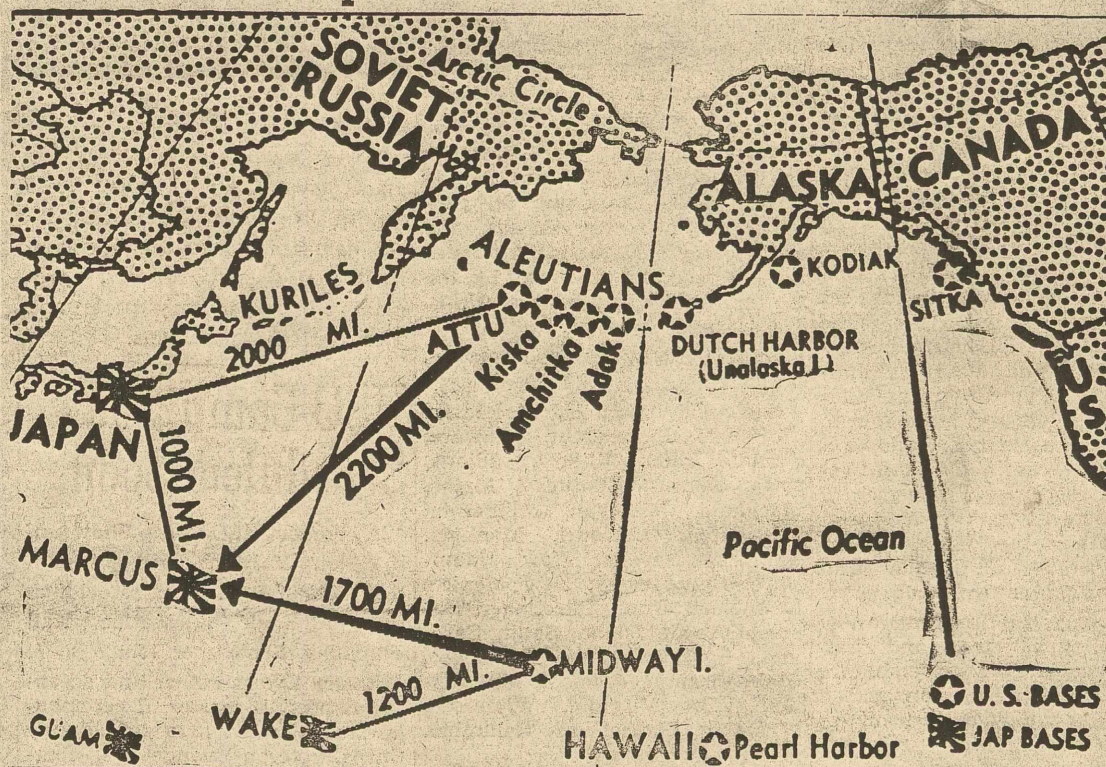 SOVIET
RUSSIA
Arctic Circle
ALASKA
CANADA
ALEUTIANS
KODIAK
SITKA
KURILES
2000 MI.
ATTU
Kiska
Amchitka
Adak
DUTCH HARBOR
(Unalaska I.)
U.S.
JAPAN
1000 MI.
2200 MI.
MARCUS
Pacific Ocean
1700 MI.
MIDWAY I.
1200 MI.
WAKE
GUAM
HAWAII
Pearl Harbor
U. S. BASES
JAP BASES